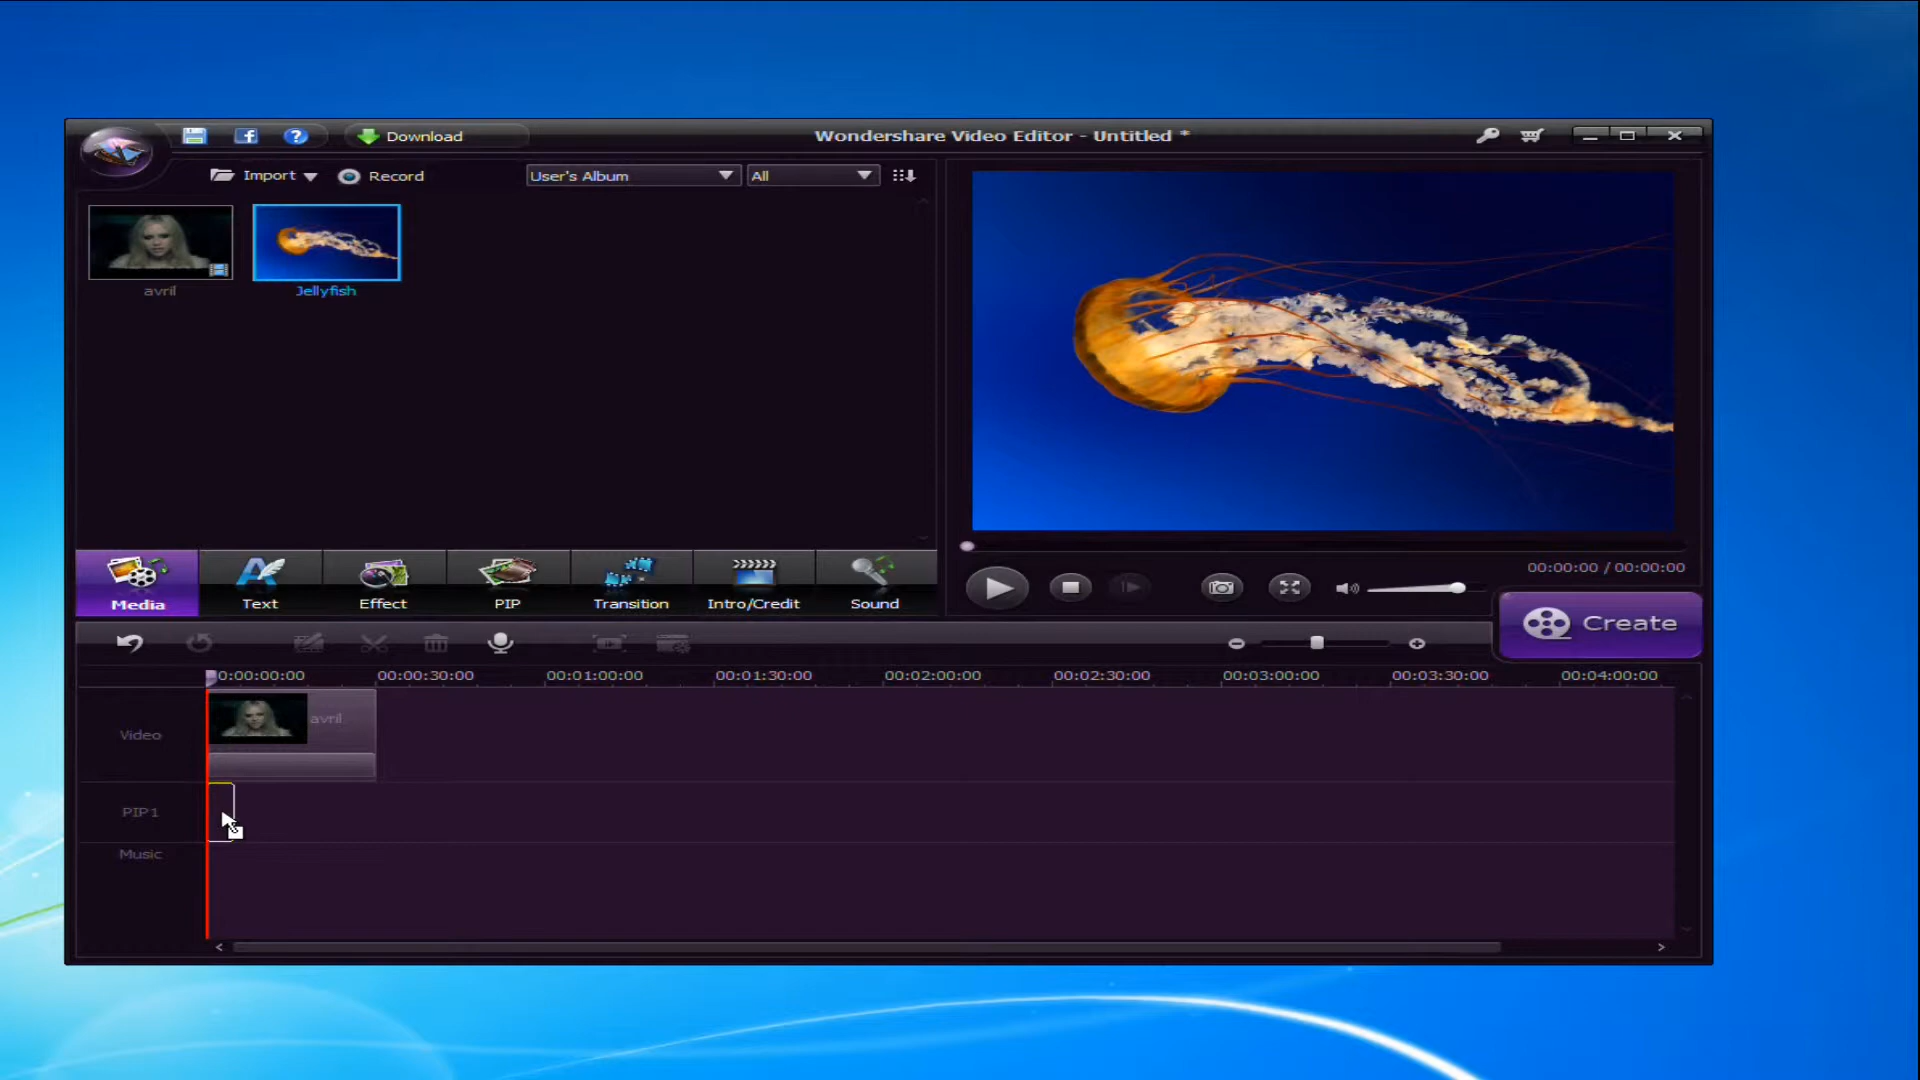 Download
Wondershare Video Editor - Untitled *
Import
Record
User's Album
All
avril
Jellyfish
00:00:00 / 00:00:00
Media
Text
Effect
PIP
Transition
Intro/Credit
Sound
Create
0:00:00:00
00:00:30:00
00:01:00:00
00:01:30:00
00:02:00:00
00:02:30:00
00:03:00:00
00:03:30:00
00:04:00:00
Video
avril
PIP1
Music